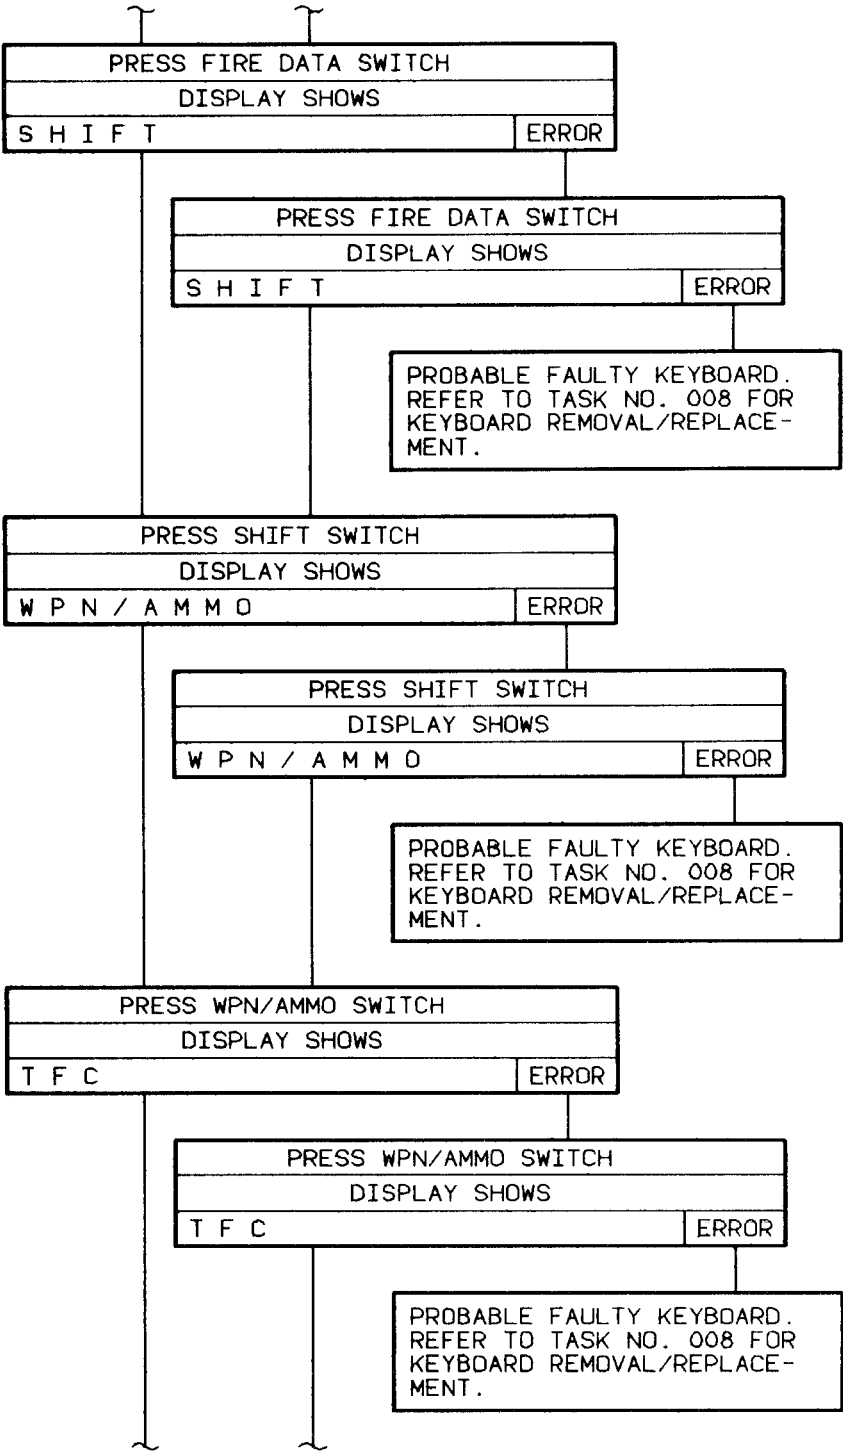 PRESS FIRE DATA SWITCH
DISPLAY SHOWS
S H I F T ERROR
PRESS FIRE DATA SWITCH
DISPLAY SHOWS
S H I F T ERROR
PROBABLE FAULTY KEYBOARD.
REFER TO TASK NO. 008 FOR
KEYBOARD REMOVAL/REPLACE-
MENT.
PRESS SHIFT SWITCH
DISPLAY SHOWS
W P N / A M M O ERROR
PRESS SHIFT SWITCH
DISPLAY SHOWS
W P N / A M M O ERROR
PROBABLE FAULTY KEYBOARD.
REFER TO TASK NO. 008 FOR
KEYBOARD REMOVAL/REPLACE-
MENT.
PRESS WPN/AMMO SWITCH
DISPLAY SHOWS
T F C ERROR
PRESS WPN/AMMO SWITCH
DISPLAY SHOWS
T F C ERROR
PROBABLE FAULTY KEYBOARD.
REFER TO TASK NO. 008 FOR
KEYBOARD REMOVAL/REPLACE-
MENT.